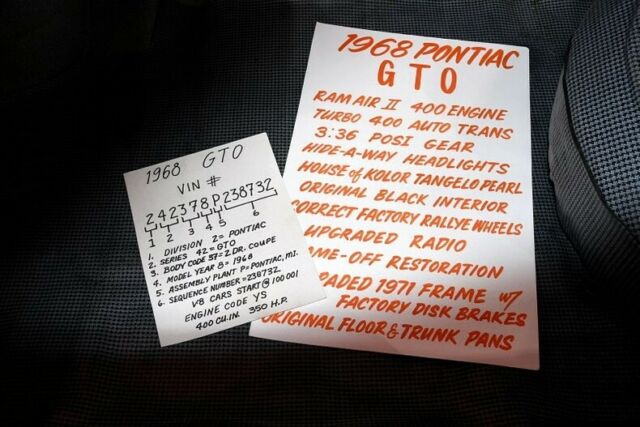 1968 GTO
VIN #
242378P238732
1 2 3 4 5 6
1. DIVISION 2 = PONTIAC
2. SERIES 42 = GTO
3. BODY CODE 37 = 2 DR. COUPE
4. MODEL YEAR 8 = 1968
5. ASSEMBLY PLANT P = PONTIAC, MI.
6. SEQUENCE NUMBER = 238732
V8 CARS START @ 100001
ENGINE CODE YS
400 CU.IN. 350 H.P.
1968 PONTIAC
GTO
RAM AIR II 400 ENGINE
TURBO 400 AUTO TRANS
3:36 POSI GEAR
HIDE-A-WAY HEADLIGHTS
HOUSE of KOLOR TANGELO PEARL
ORIGINAL BLACK INTERIOR
CORRECT FACTORY RALLYE WHEELS
UPGRADED RADIO
AME-OFF RESTORATION
PADED 1971 FRAME w/
FACTORY DISK BRAKES
ORIGINAL FLOOR & TRUNK PANS